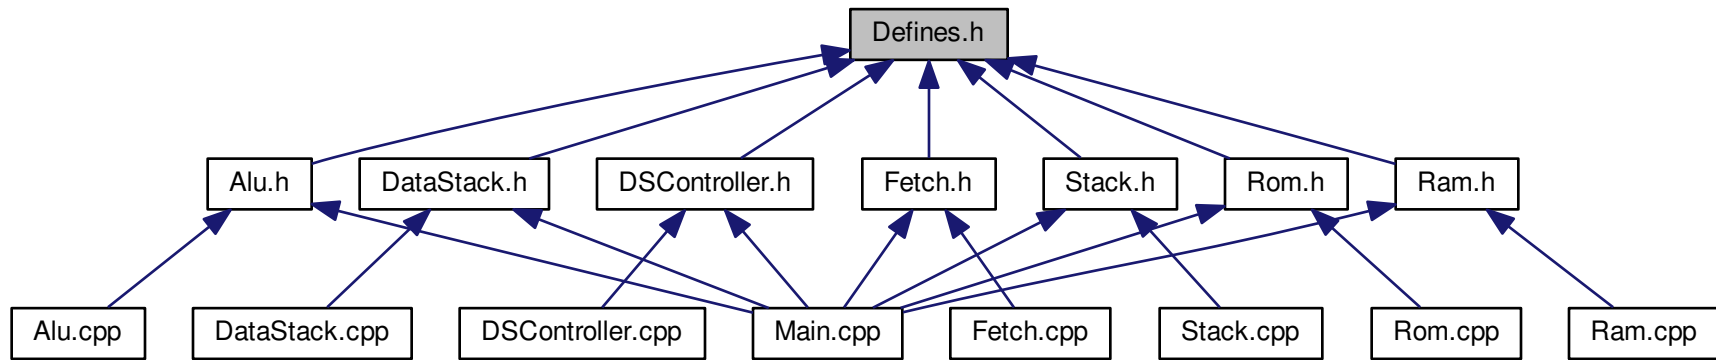 Defines.h
Alu.h
DataStack.h
DSController.h
Fetch.h
Stack.h
Rom.h
Ram.h
Alu.cpp
DataStack.cpp
DSController.cpp
Main.cpp
Fetch.cpp
Stack.cpp
Rom.cpp
Ram.cpp